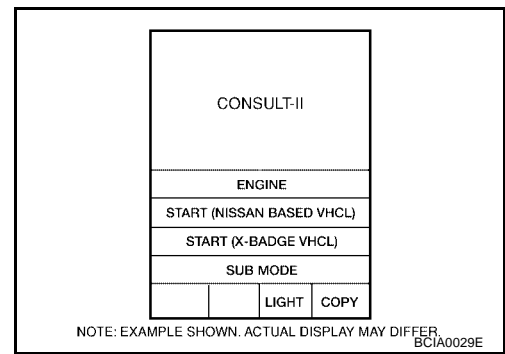 CONSULT-II
ENGINE
START (NISSAN BASED VHCL)
START (X-BADGE VHCL)
SUB MODE
LIGHT COPY
NOTE: EXAMPLE SHOWN. ACTUAL DISPLAY MAY DIFFER.
BCIA0029E